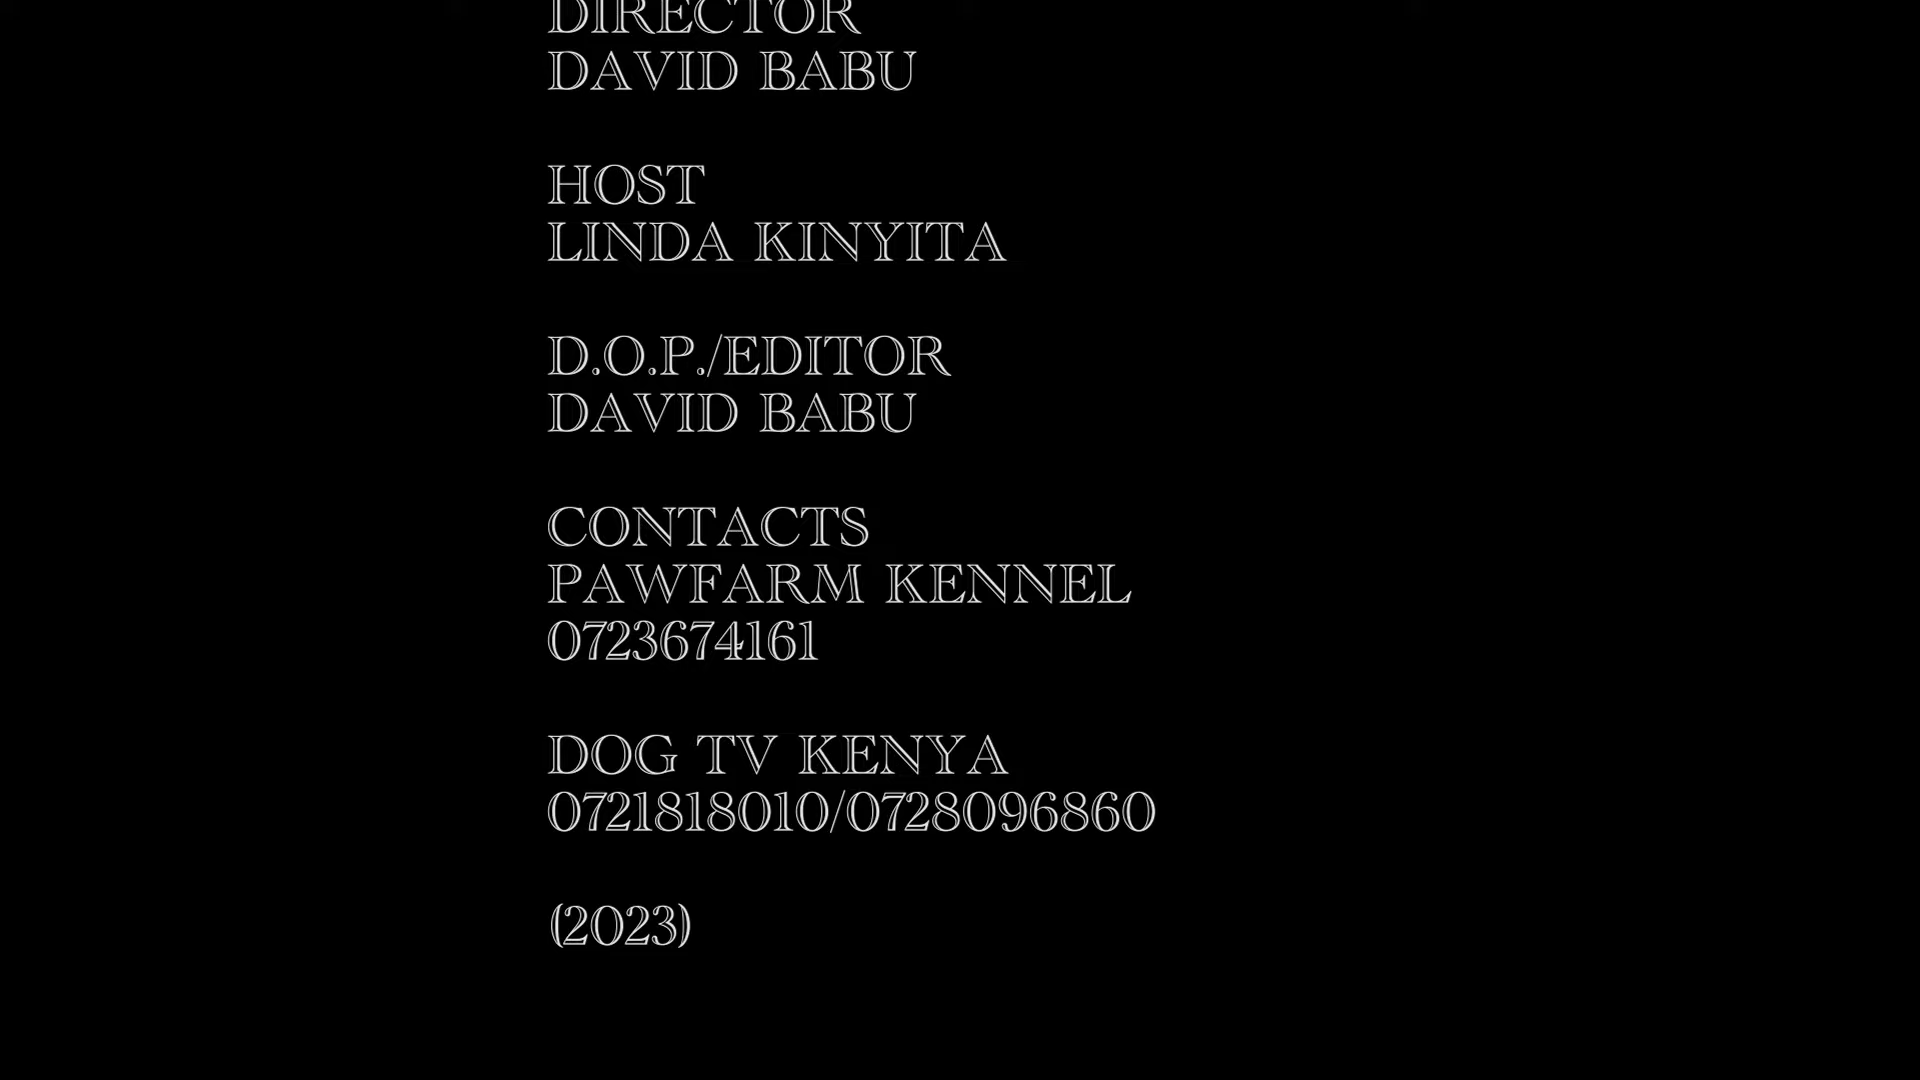 DIRECTOR
DAVID BABU
HOST
LINDA KINYITA
D.O.P./EDITOR
DAVID BABU
CONTACTS
PAWFARM KENNEL
0723674161
DOG TV KENYA
0721818010/0728096860
(2023)